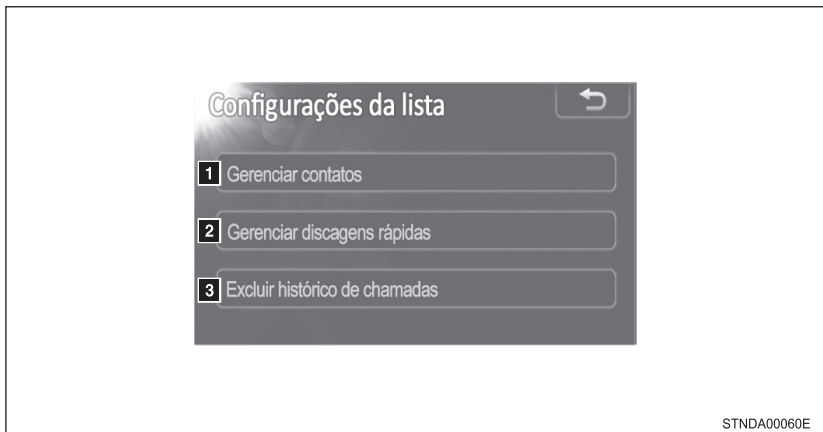 Configurações da lista
1 Gerenciar contatos
2 Gerenciar discagens rápidas
3 Excluir histórico de chamadas
STNDA00060E